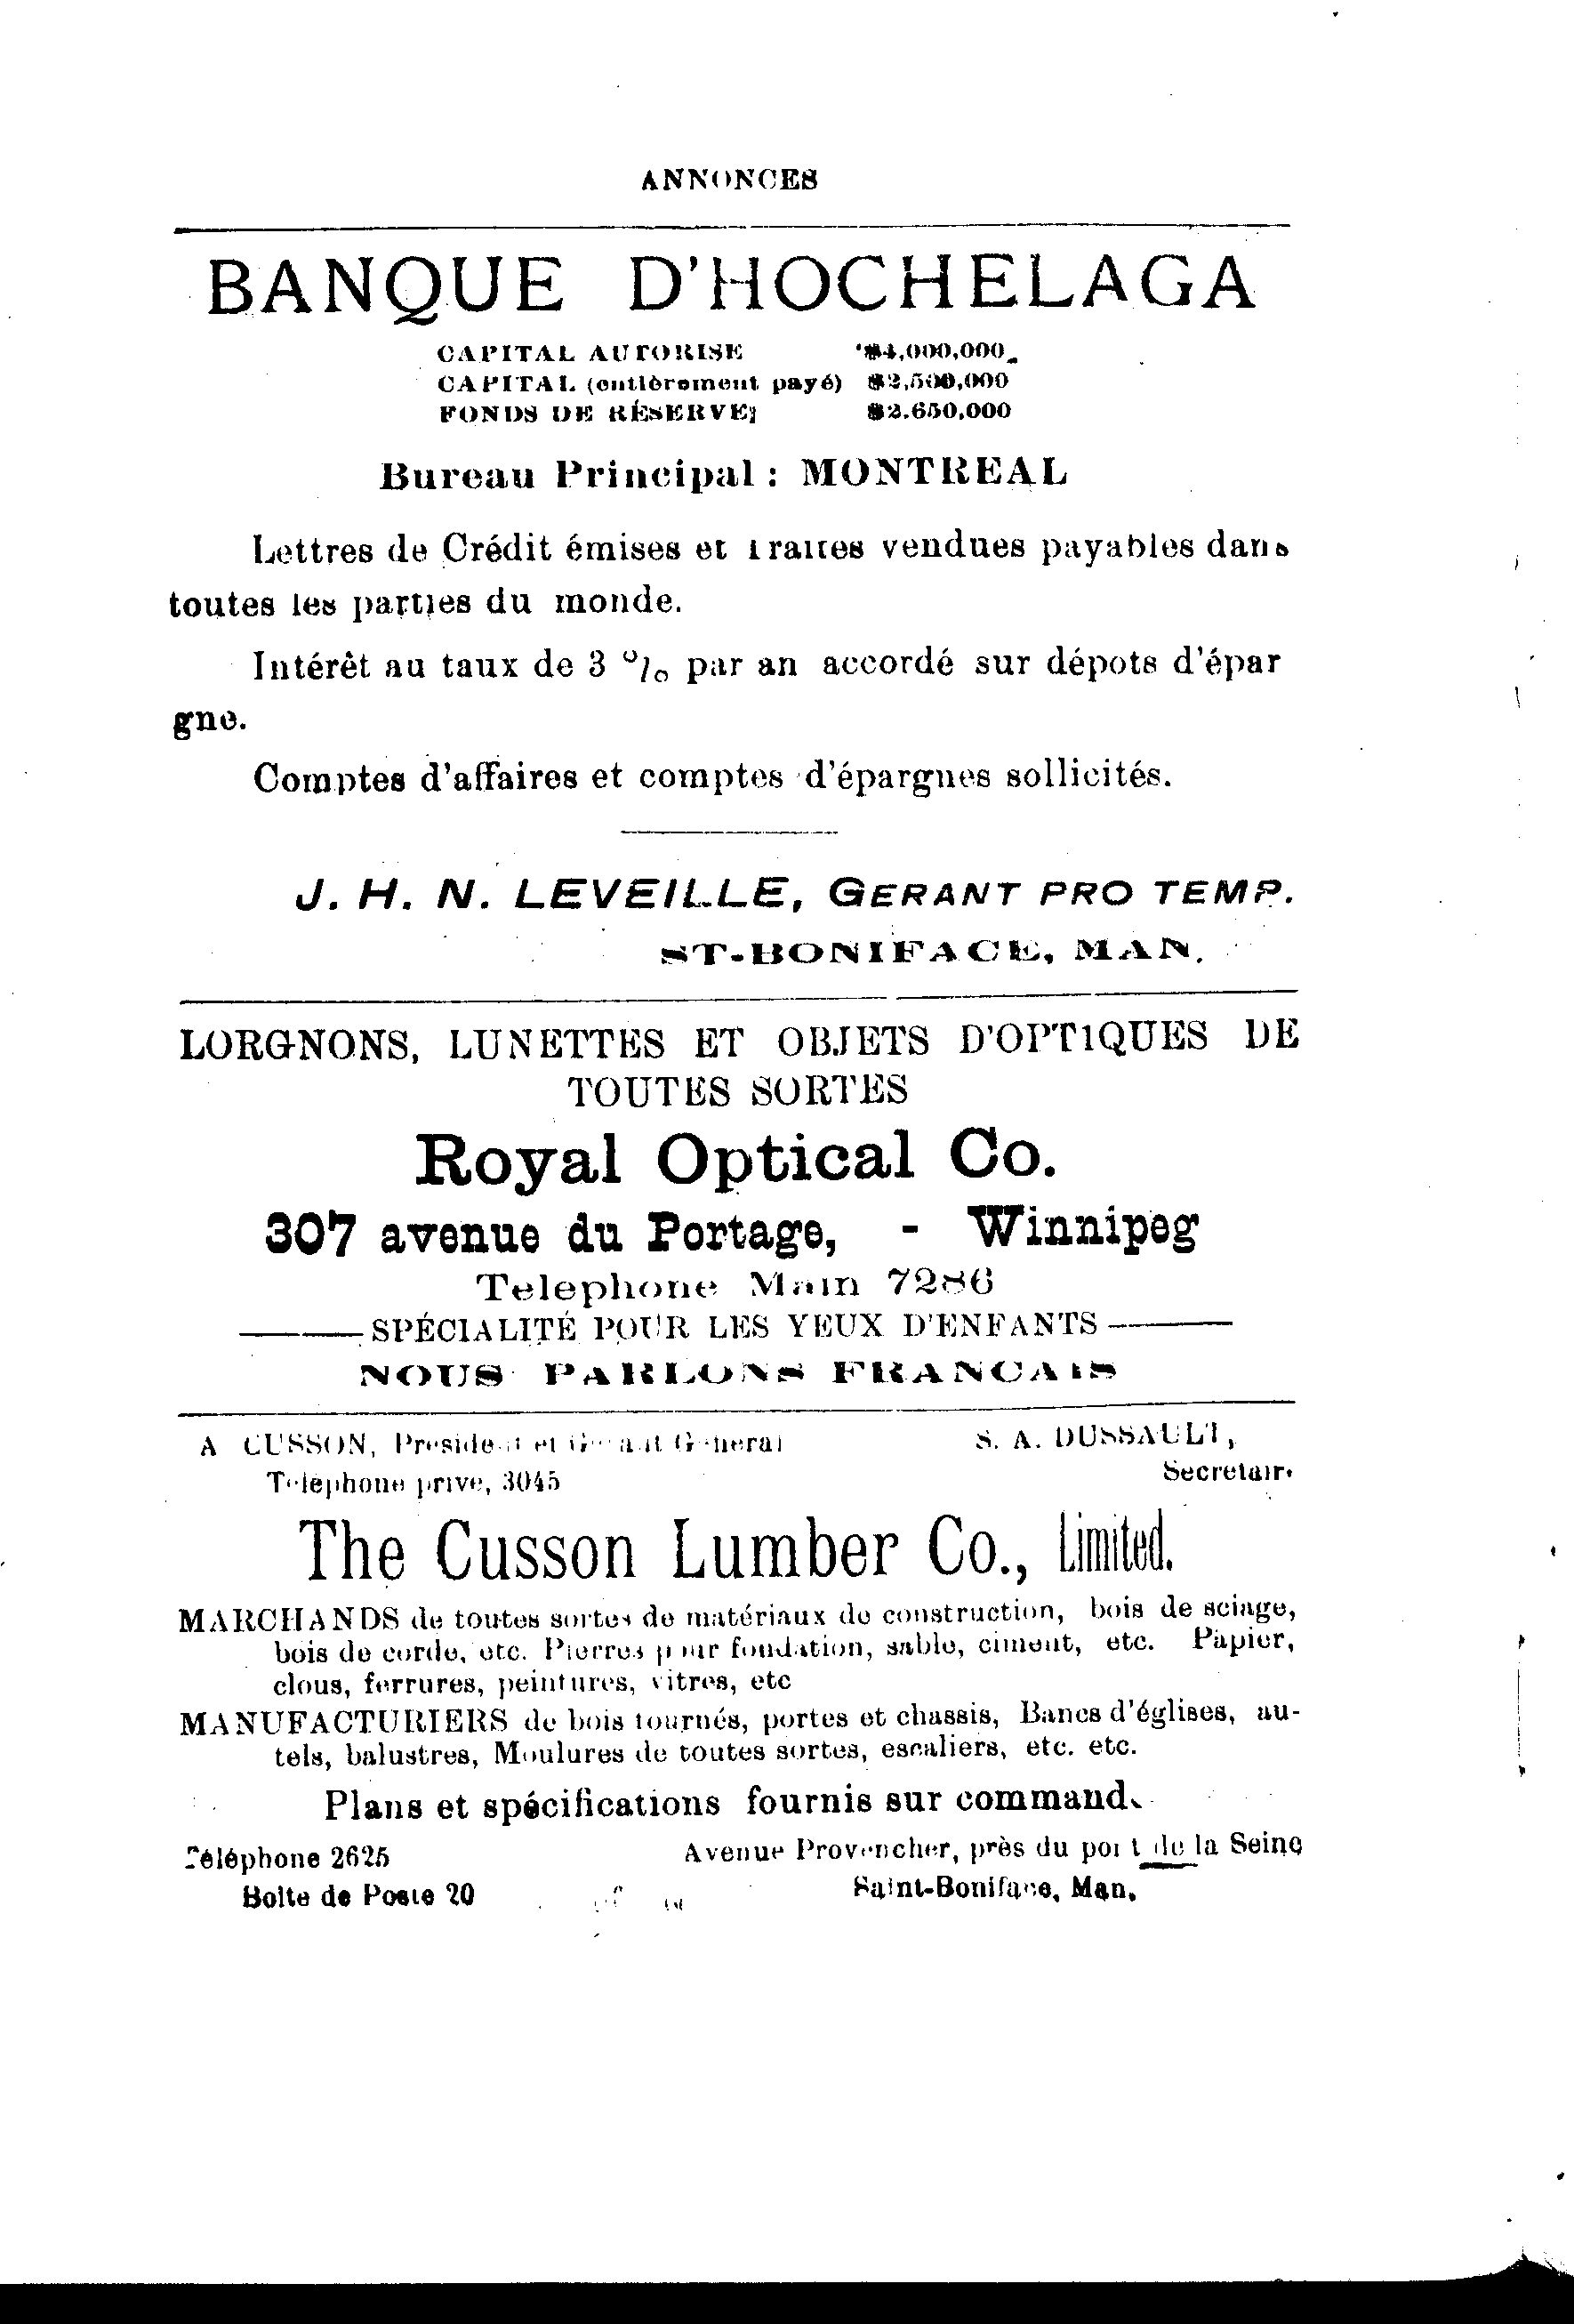 ANNONCES
BANQUE D'HOCHELAGA
CAPITAL AUTORISE $4,000,000
CAPITAL (entièrement payé) $2,500,000
FONDS DE RÉSERVE $2.650,000
Bureau Principal : MONTREAL
Lettres de Crédit émises et traites vendues payables dans
toutes les parties du monde.
Intérêt au taux de 3 % par an accordé sur dépots d'épar
gne.
Comptes d'affaires et comptes d'épargnes sollicités.
J. H. N. LEVEILLE, GERANT PRO TEMP.
ST-BONIFACE, MAN.
LORGNONS, LUNETTES ET OBJETS D'OPTIQUES DE
TOUTES SORTES
Royal Optical Co.
307 avenue du Portage, - Winnipeg
Telephone Main 7286
SPÉCIALITÉ POUR LES YEUX D'ENFANTS
NOUS PARLONS FRANCAIS
A CUSSON, President et Gerant General S. A. DUSSAULT,
Telephone prive, 3045 Secretaire
The Cusson Lumber Co., Limited.
MARCHANDS de toutes sortes de matériaux de construction, bois de sciage,
bois de corde, etc. Pierres pour fondation, sable, ciment, etc. Papier,
clous, ferrures, peintures, vitres, etc
MANUFACTURIERS de bois tournés, portes et chassis, Bancs d'églises, au-
tels, balustres, Moulures de toutes sortes, escaliers, etc. etc.
Plans et spécifications fournis sur commande
Téléphone 2625 Avenue Provencher, près du pont de la Seine
Boite de Poste 20 Saint-Boniface, Man.